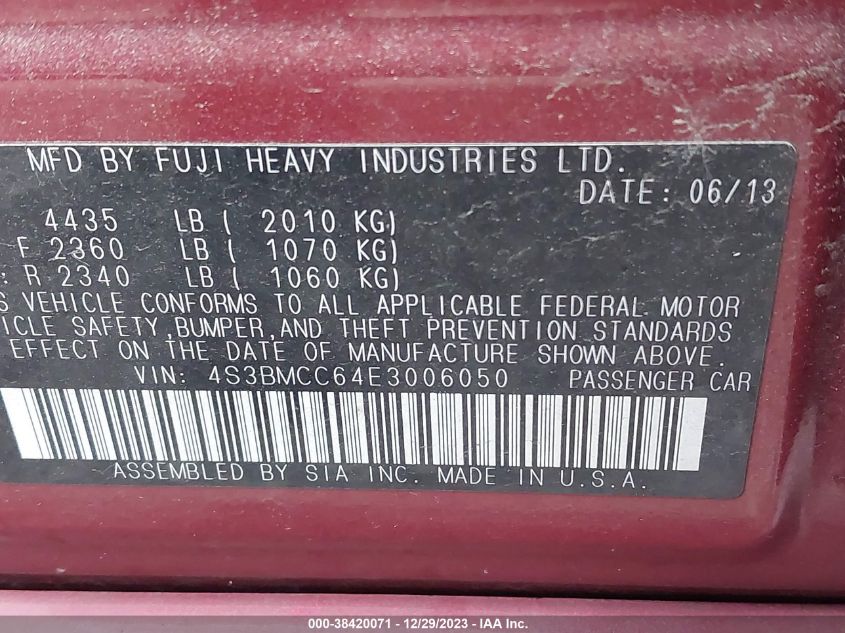 MFD BY FUJI HEAVY INDUSTRIES LTD.
DATE: 06/13
4435 LB ( 2010 KG)
F 2360 LB ( 1070 KG)
: R 2340 LB ( 1060 KG)
S VEHICLE CONFORMS TO ALL APPLICABLE FEDERAL MOTOR
ICLE SAFETY, BUMPER, AND THEFT PREVENTION STANDARDS
EFFECT ON THE DATE OF MANUFACTURE SHOWN ABOVE.
VIN: 4S3BMCC64E3006050 PASSENGER CAR
ASSEMBLED BY SIA INC. MADE IN U.S.A.
000-38420071 - 12/29/2023 - IAA Inc.